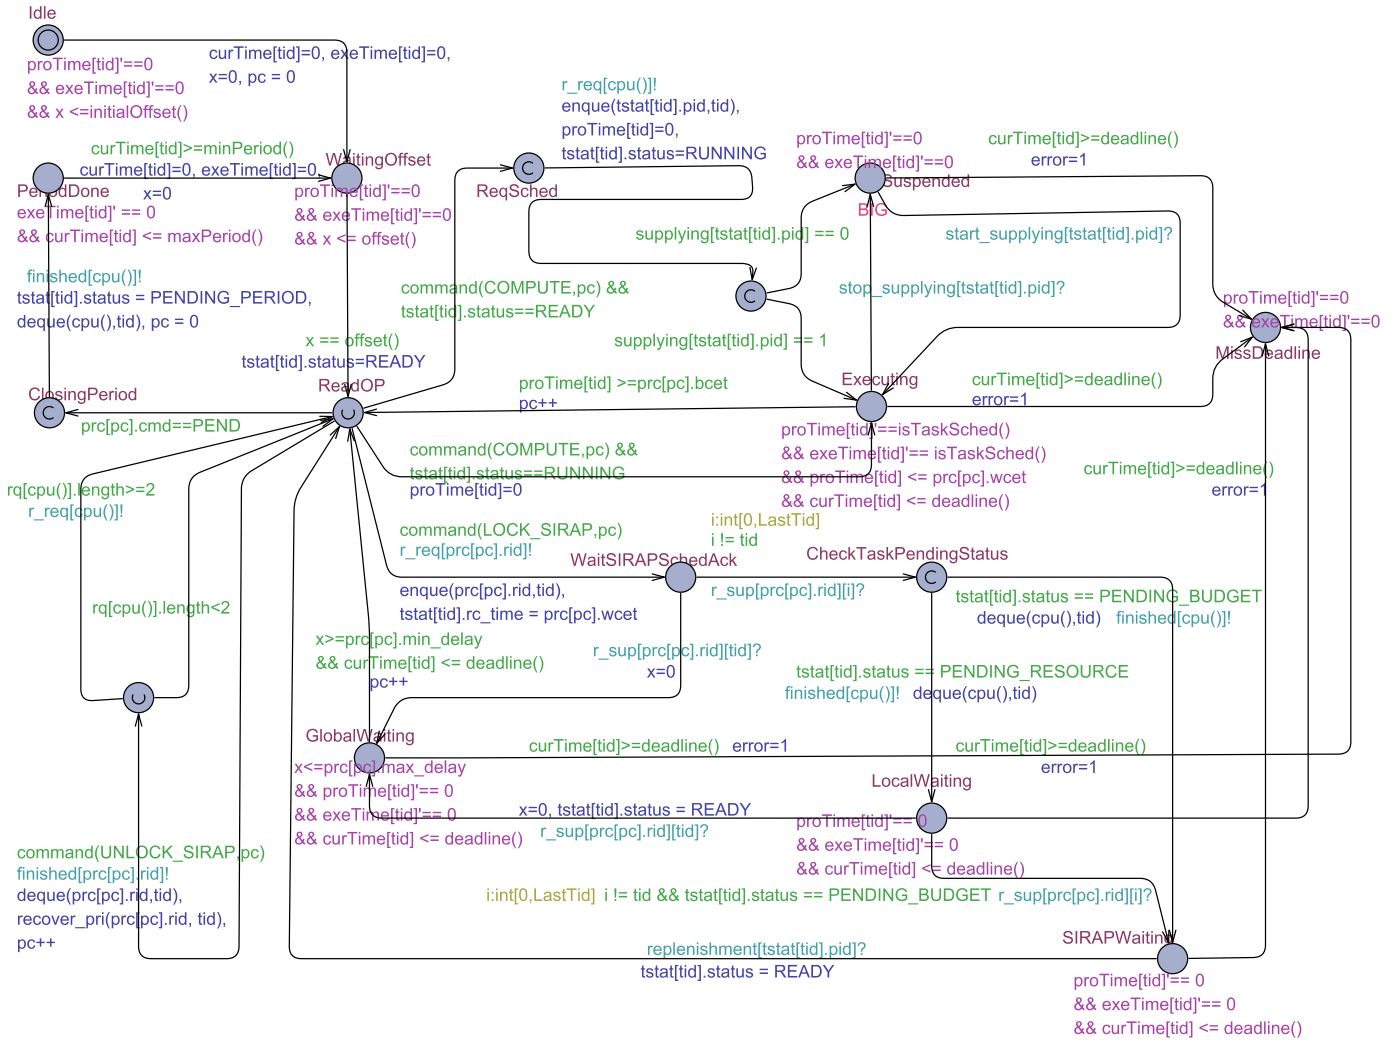 Idle
proTime[tid]'==0
&& exeTime[tid]'==0
&& x <=initialOffset()
curTime[tid]=0, exeTime[tid]=0,
x=0, pc = 0
curTime[tid]>=minPeriod()
curTime[tid]=0, exeTime[tid]=0,
x=0
PeriodDone
exeTime[tid]' == 0
&& curTime[tid] <= maxPeriod()
WaitingOffset
proTime[tid]'==0
&& exeTime[tid]'==0
&& x <= offset()
finished[cpu()]!
tstat[tid].status = PENDING_PERIOD,
deque(cpu(),tid), pc = 0
x == offset()
tstat[tid].status=READY
ClosingPeriod
prc[pc].cmd==PEND
ReadOP
r_req[cpu()]!
enque(tstat[tid].pid,tid),
proTime[tid]=0,
tstat[tid].status=RUNNING
ReqSched
command(COMPUTE,pc) &&
tstat[tid].status==READY
supplying[tstat[tid].pid] == 0
supplying[tstat[tid].pid] == 1
proTime[tid]'==0
&& exeTime[tid]'==0
Suspended
BIG
curTime[tid]>=deadline()
error=1
start_supplying[tstat[tid].pid]?
stop_supplying[tstat[tid].pid]?
proTime[tid]'==0
&& exeTime[tid]'==0
MissDeadline
proTime[tid] >=prc[pc].bcet
pc++
Executing
curTime[tid]>=deadline()
error=1
proTime[tid]'==isTaskSched()
&& exeTime[tid]'== isTaskSched()
&& proTime[tid] <= prc[pc].wcet
&& curTime[tid] <= deadline()
command(COMPUTE,pc) &&
tstat[tid].status==RUNNING
proTime[tid]=0
curTime[tid]>=deadline()
error=1
rq[cpu()].length>=2
r_req[cpu()]!
rq[cpu()].length<2
command(LOCK_SIRAP,pc)
r_req[prc[pc].rid]!
enque(prc[pc].rid,tid),
tstat[tid].rc_time = prc[pc].wcet
WaitSIRAPSchedAck
i:int[0,LastTid]
i != tid
r_sup[prc[pc].rid][i]?
CheckTaskPendingStatus
tstat[tid].status == PENDING_BUDGET
deque(cpu(),tid) finished[cpu()]!
x>=prc[pc].min_delay
&& curTime[tid] <= deadline()
pc++
r_sup[prc[pc].rid][tid]?
x=0
tstat[tid].status == PENDING_RESOURCE
finished[cpu()]! deque(cpu(),tid)
GlobalWaiting
x<=prc[pc].max_delay
&& proTime[tid]'== 0
&& exeTime[tid]'== 0
&& curTime[tid] <= deadline()
curTime[tid]>=deadline() error=1
curTime[tid]>=deadline()
error=1
LocalWaiting
proTime[tid]'== 0
&& exeTime[tid]'== 0
&& curTime[tid] <= deadline()
x=0, tstat[tid].status = READY
r_sup[prc[pc].rid][tid]?
command(UNLOCK_SIRAP,pc)
finished[prc[pc].rid]!
deque(prc[pc].rid,tid),
recover_pri(prc[pc].rid, tid),
pc++
i:int[0,LastTid] i != tid && tstat[tid].status == PENDING_BUDGET r_sup[prc[pc].rid][i]?
SIRAPWaiting
replenishment[tstat[tid].pid]?
tstat[tid].status = READY
proTime[tid]'== 0
&& exeTime[tid]'== 0
&& curTime[tid] <= deadline()